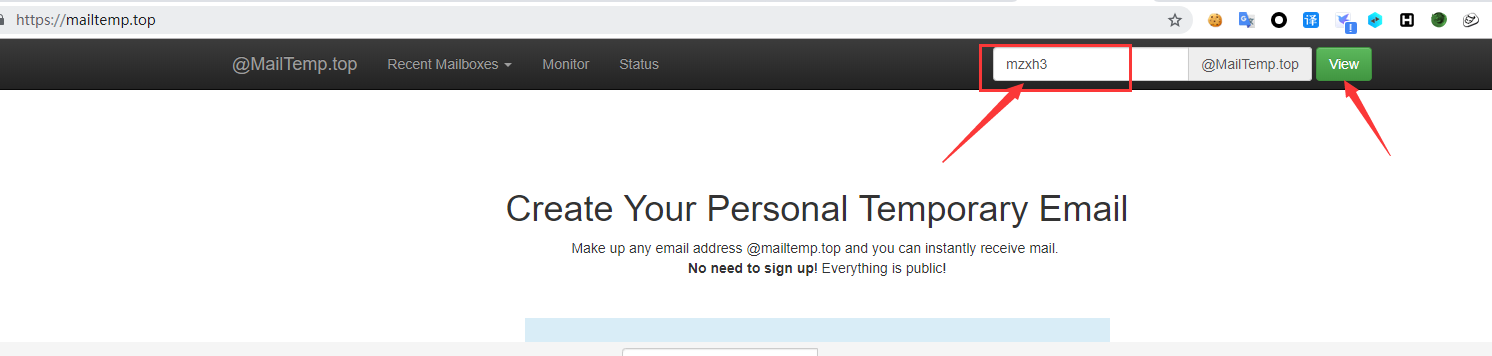 https://mailtemp.top
@MailTemp.top Recent Mailboxes Monitor Status mzxh3 @MailTemp.top View
Create Your Personal Temporary Email
Make up any email address @mailtemp.top and you can instantly receive mail.
No need to sign up! Everything is public!